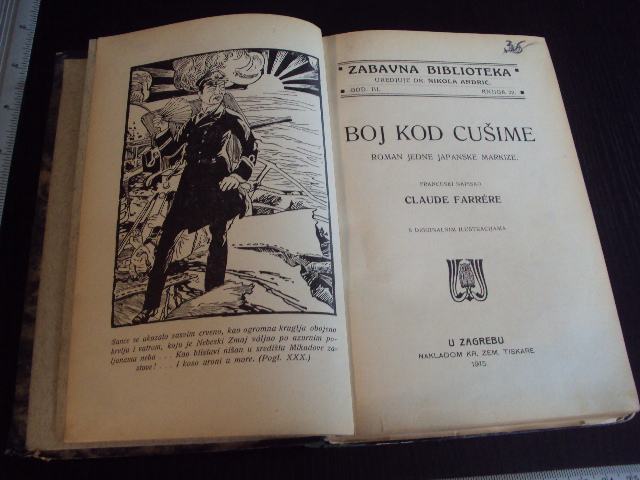 Sunce se ukazalo sasvim crveno, kao ogromna kruglja obojena
krvlju i vatrom, koju je Nebeski Zmaj valjao po azurnim po-
ljanama neba . . . Kao blistavi nišan u središtu Mikadove za-
stave! . . . I koso uroni u more. (Pogl. XXX.)
ZABAVNA BIBLIOTEKA
UREDJUJE DR. NIKOLA ANDRIĆ.
GOD. III. KNJIGA
BOJ KOD CUŠIME
ROMAN JEDNE JAPANSKE MARKIZE.
FRANCUSKI NAPISAO
CLAUDE FARRÈRE
S ORIGINALNIM ILUSTRACIJAMA
U ZAGREBU
NAKLADOM KR. ZEM. TISKARE
1915